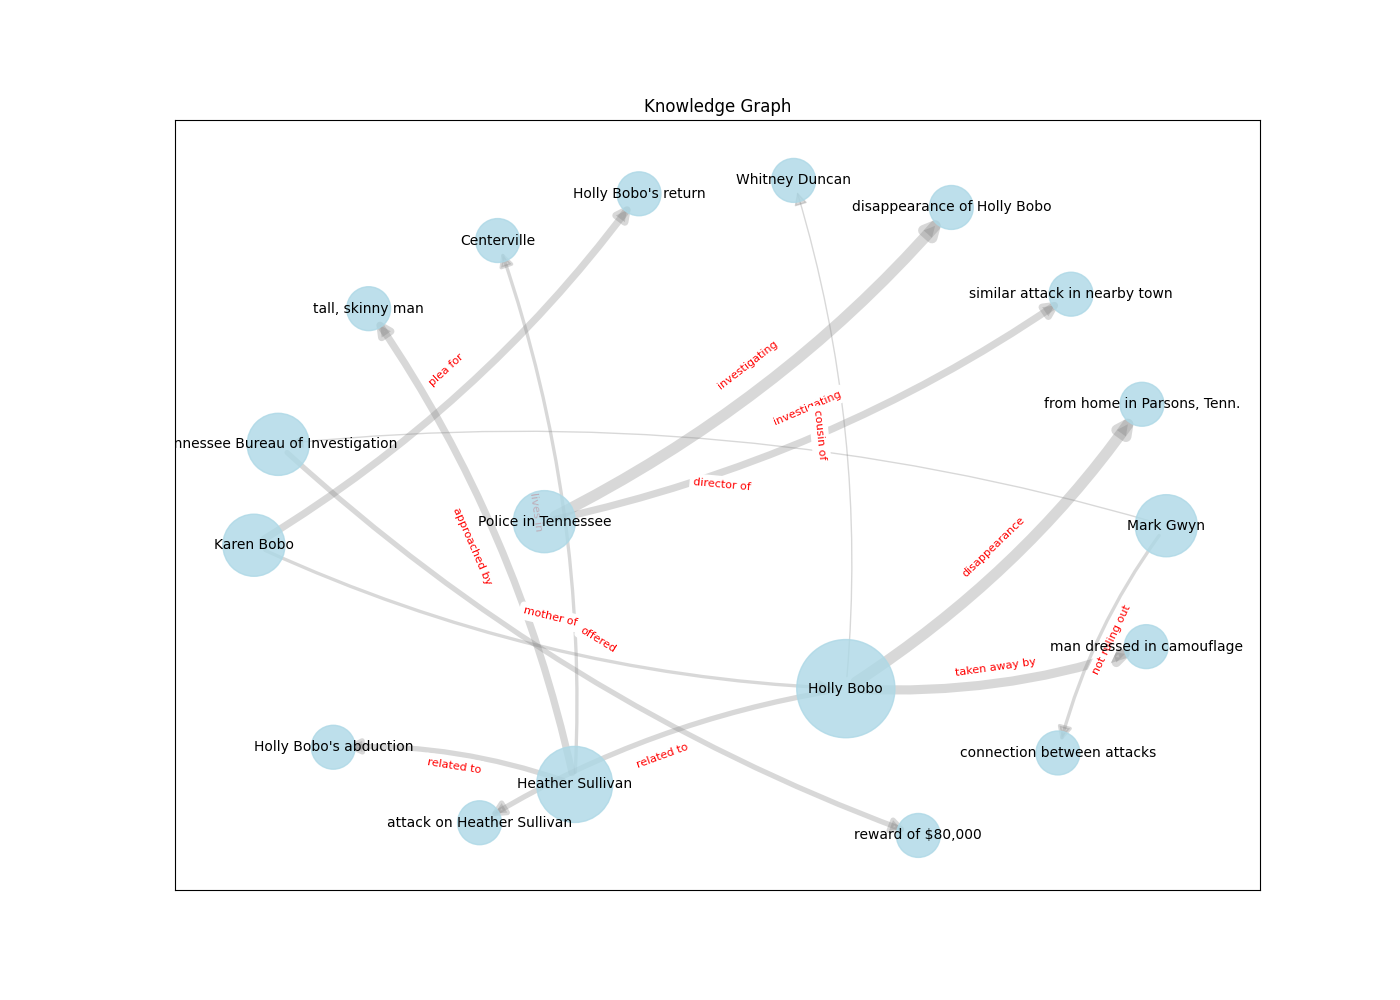 Knowledge Graph
Whitney Duncan
Holly Bobo's return
disappearance of Holly Bobo
Centerville
similar attack in nearby town
tall, skinny man
investigating
plea for
from home in Parsons, Tenn.
investigating
cousin of
nnessee Bureau of Investigation
director of
lives in
Police in Tennessee
Mark Gwyn
Karen Bobo
approached by
disappearance
mother of
offered
not ruling out
man dressed in camouflage
taken away by
Holly Bobo
Holly Bobo's abduction
related to
related to
connection between attacks
Heather Sullivan
attack on Heather Sullivan
reward of $80,000